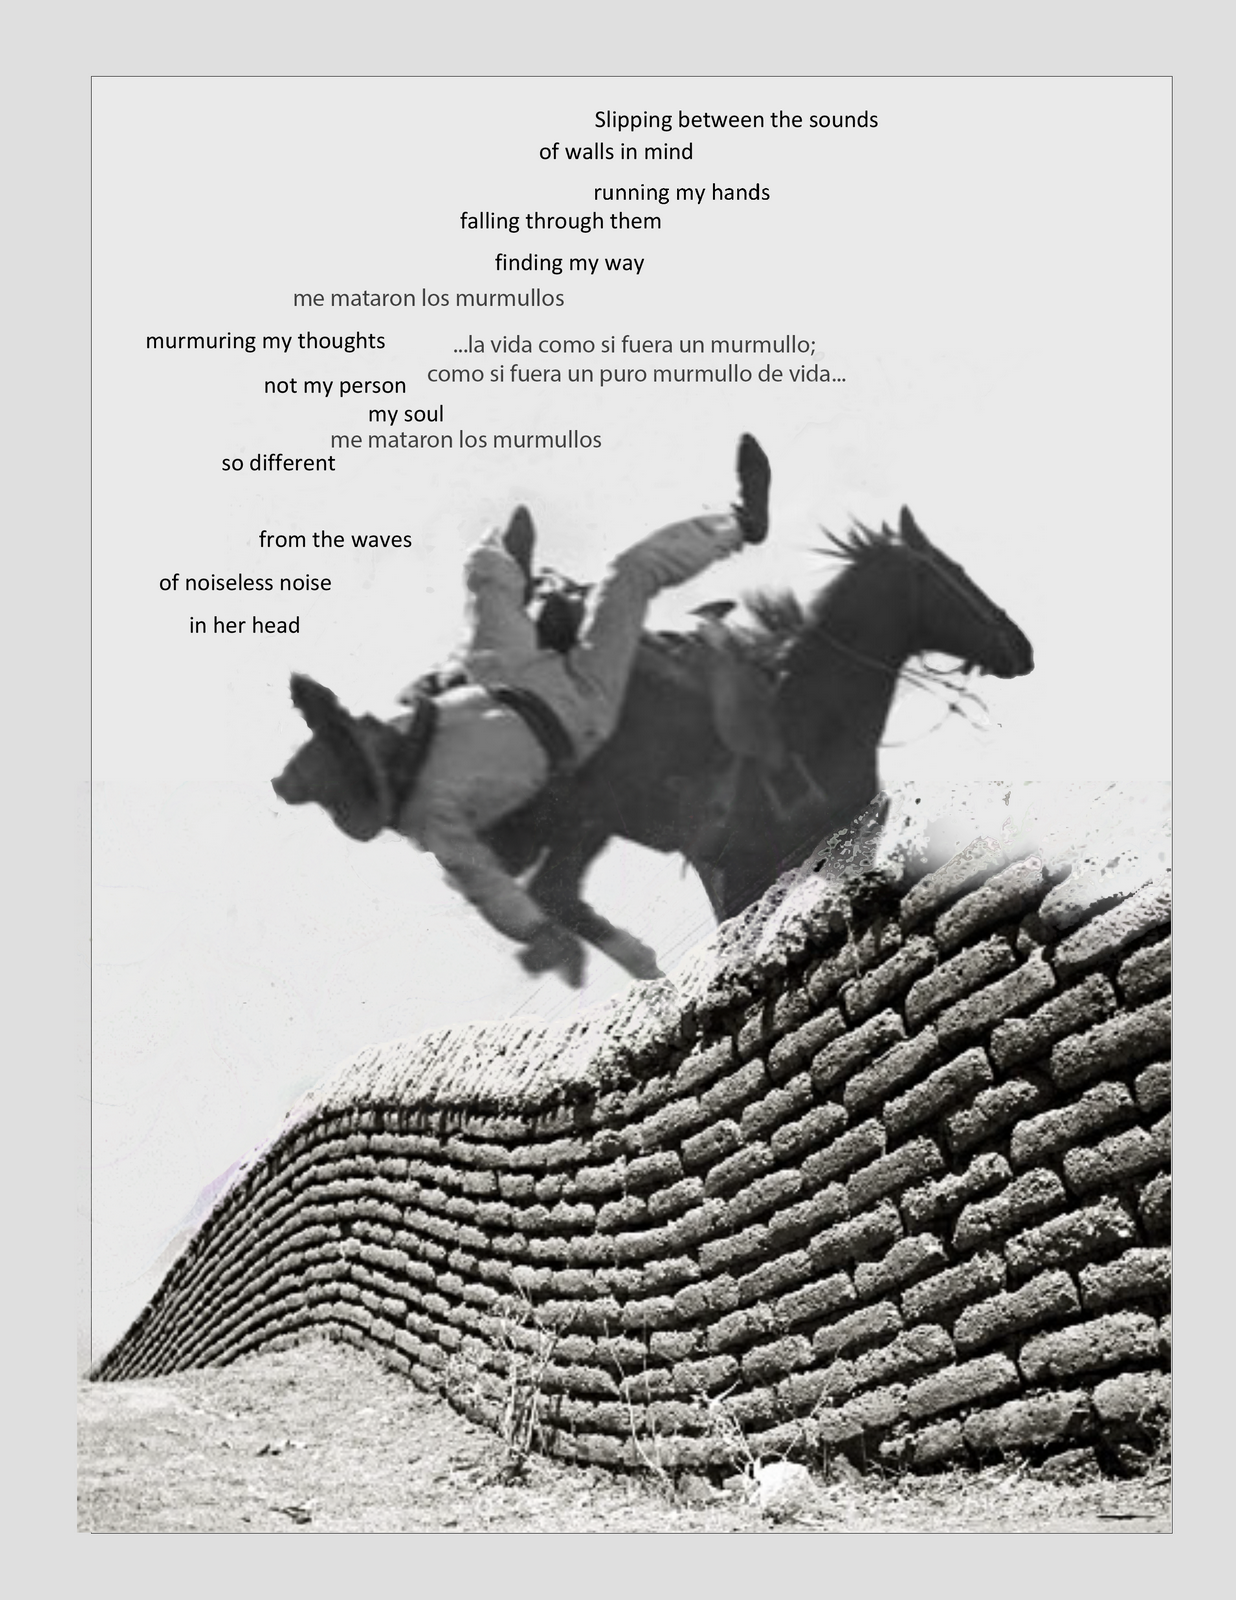 Slipping between the sounds
of walls in mind
running my hands
falling through them
finding my way
me mataron los murmullos
murmuring my thoughts
...la vida como si fuera un murmullo;
como si fuera un puro murmullo de vida...
not my person
my soul
me mataron los murmullos
so different
from the waves
of noiseless noise
in her head